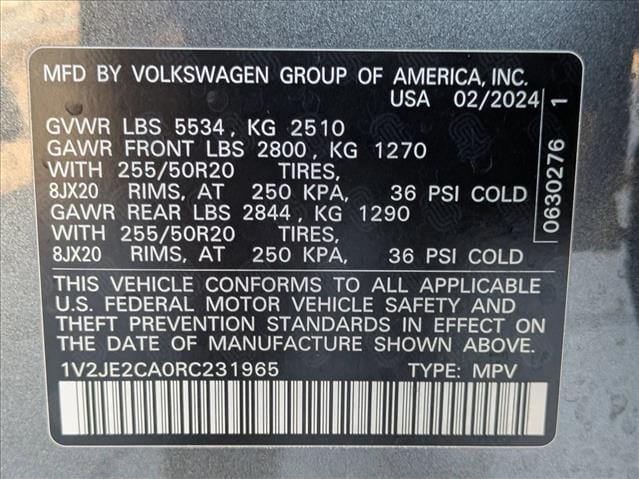 MFD BY VOLKSWAGEN GROUP OF AMERICA, INC.
USA 02/2024
GVWR LBS 5534, KG 2510
GAWR FRONT LBS 2800, KG 1270
WITH 255/50R20 TIRES,
8JX20 RIMS, AT 250 KPA, 36 PSI COLD
GAWR REAR LBS 2844, KG 1290
WITH 255/50R20 TIRES,
8JX20 RIMS, AT 250 KPA, 36 PSI COLD
0630276 1
THIS VEHICLE CONFORMS TO ALL APPLICABLE
U.S. FEDERAL MOTOR VEHICLE SAFETY AND
THEFT PREVENTION STANDARDS IN EFFECT ON
THE DATE OF MANUFACTURE SHOWN ABOVE.
1V2JE2CA0RC231965 TYPE: MPV